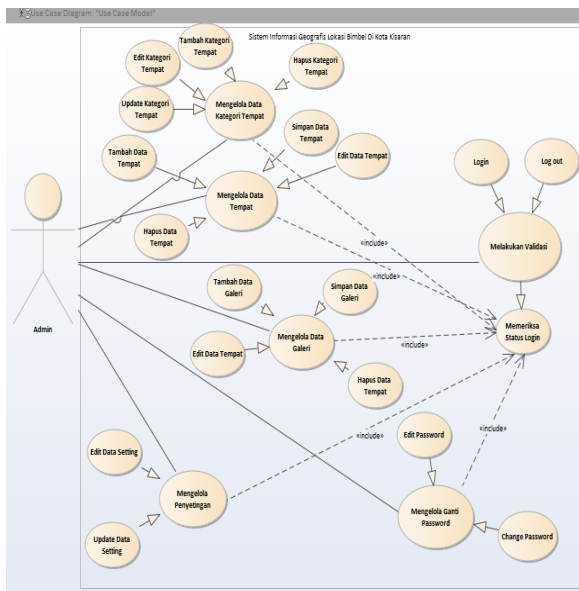 Use Case Diagram: "Use Case Model"
Sistem Informasi Geografis Lokasi Bimbel Di Kota Kisaran
Tambah Kategori
Tempat
Edit Kategori
Tempat
Hapus Kategori
Tempat
Update Kategori
Tempat
Mengelola Data
Kategori Tempat
Simpan Data
Tempat
Tambah Data
Tempat
Edit Data Tempat
Login
Log out
Mengelola Data
Tempat
Hapus Data
Tempat
«include»
Melakukan Validasi
«include»
Tambah Data
Galeri
Simpan Data
Galeri
Admin
Memeriksa
Status Login
Mengelola Data
Galeri
«include»
Edit Data Tempat
Hapus Data
Tempat
«include»
«include»
Edit Password
Edit Data Setting
Mengelola
Penyetingan
Mengelola Ganti
Password
Update Data
Setting
Change Password